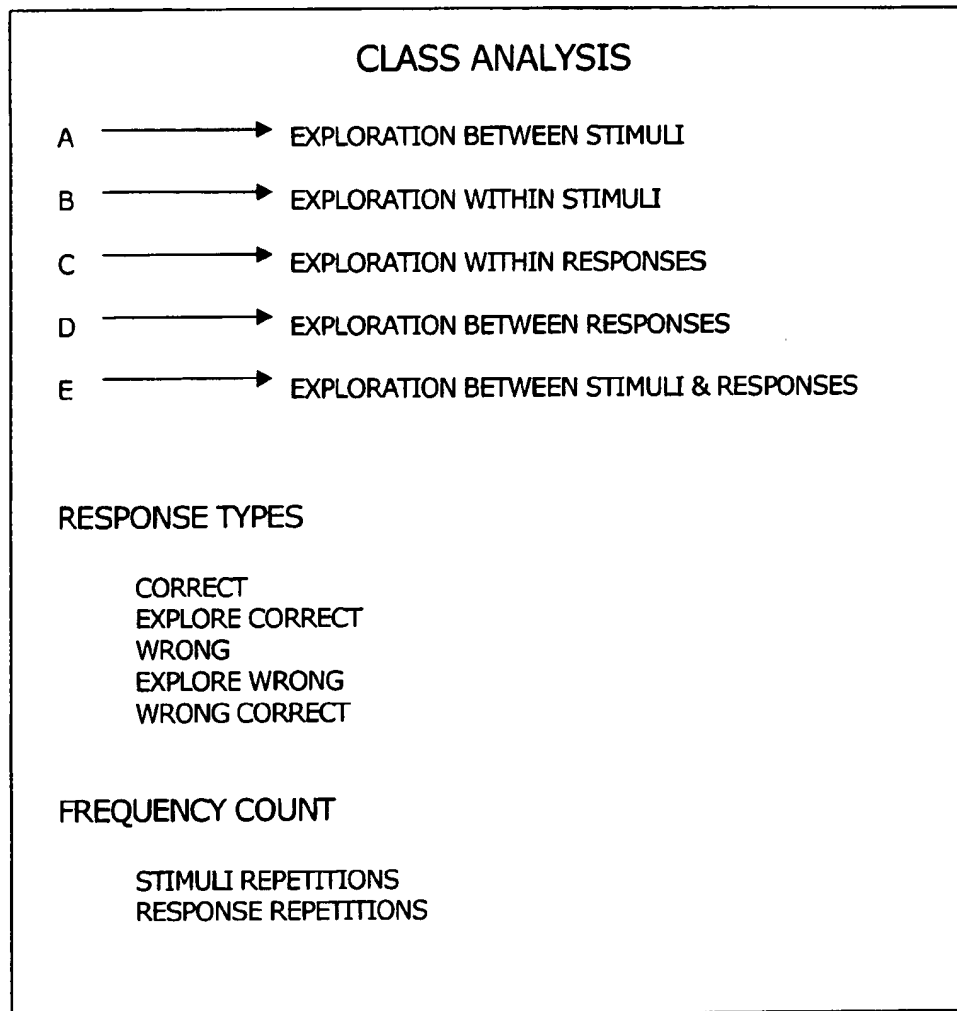 CLASS ANALYSIS
A EXPLORATION BETWEEN STIMULI
B EXPLORATION WITHIN STIMULI
C EXPLORATION WITHIN RESPONSES
D EXPLORATION BETWEEN RESPONSES
E EXPLORATION BETWEEN STIMULI & RESPONSES
RESPONSE TYPES
CORRECT
EXPLORE CORRECT
WRONG
EXPLORE WRONG
WRONG CORRECT
FREQUENCY COUNT
STIMULI REPETITIONS
RESPONSE REPETITIONS